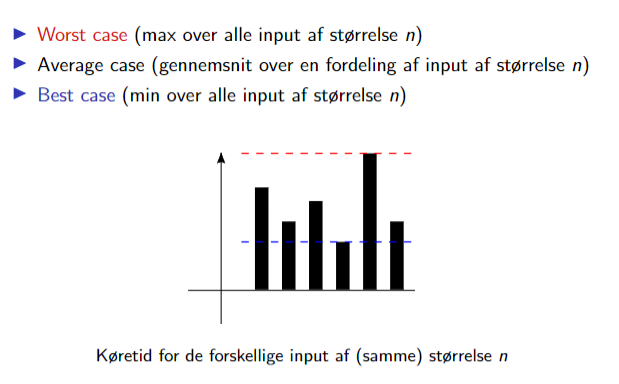 Worst case (max over alle input af størrelse n)
Average case (gennemsnit over en fordeling af input af størrelse n)
Best case (min over alle input af størrelse n)
Køretid for de forskellige input af (samme) størrelse n